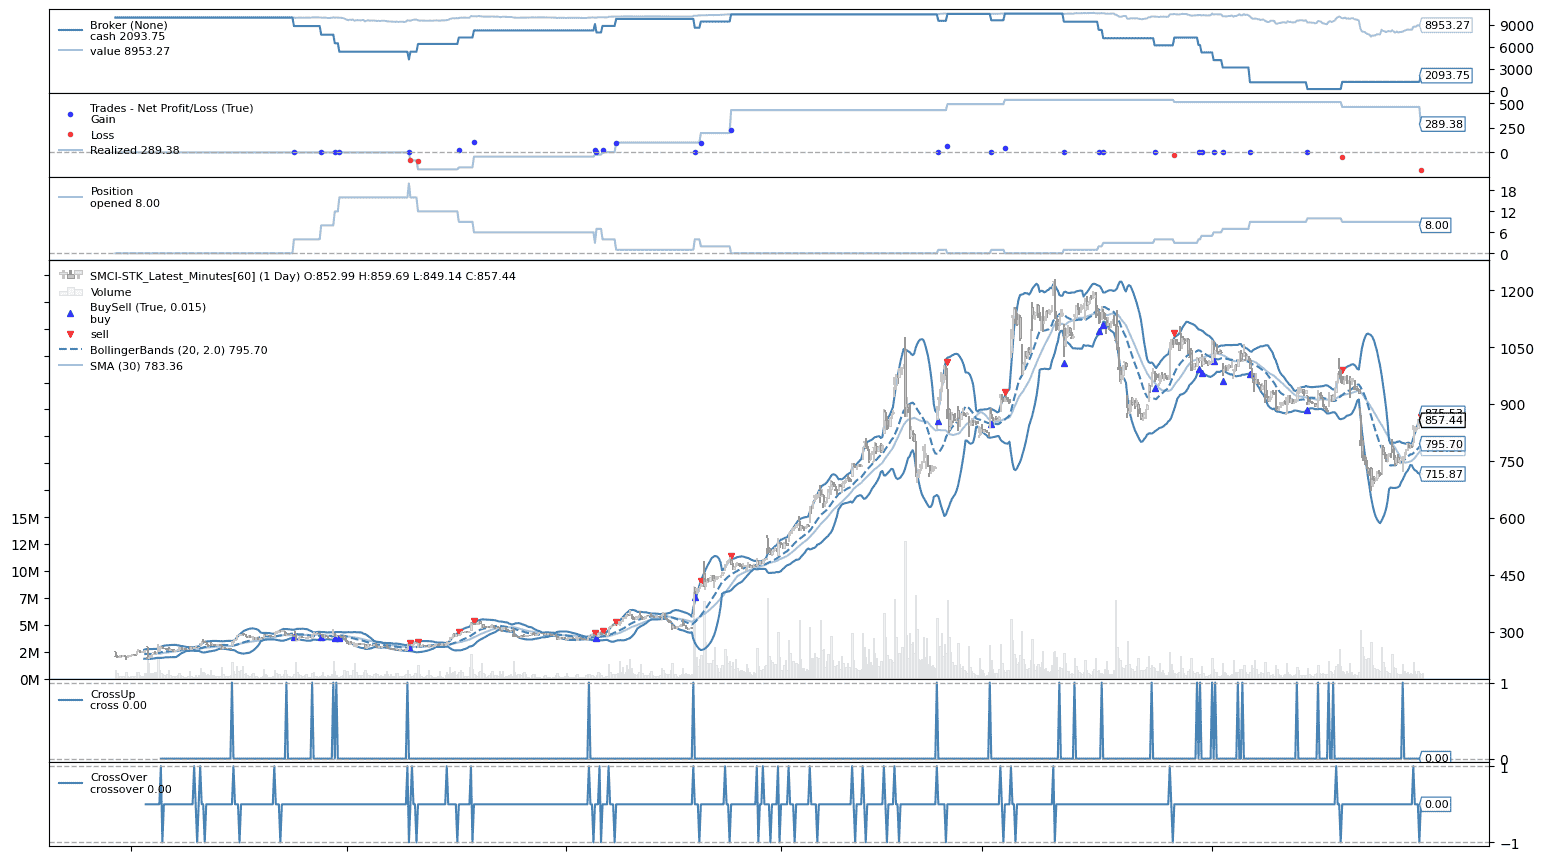 Broker (None)
cash 2093.75
value 8953.27
9000
6000
3000
0
8953.27
2093.75
Trades - Net Profit/Loss (True)
Gain
Loss
Realized 289.38
500
250
0
289.38
Position
opened 8.00
18
12
6
0
8.00
SMCI-STK_Latest_Minutes[60] (1 Day) O:852.99 H:859.69 L:849.14 C:857.44
Volume
BuySell (True, 0.015)
buy
sell
BollingerBands (20, 2.0) 795.70
SMA (30) 783.36
1200
1050
900
750
600
450
300
875.53
857.44
795.70
715.87
15M
12M
10M
7M
5M
2M
0M
CrossUp
cross 0.00
1
0
0.00
CrossOver
crossover 0.00
1
−1
0.00